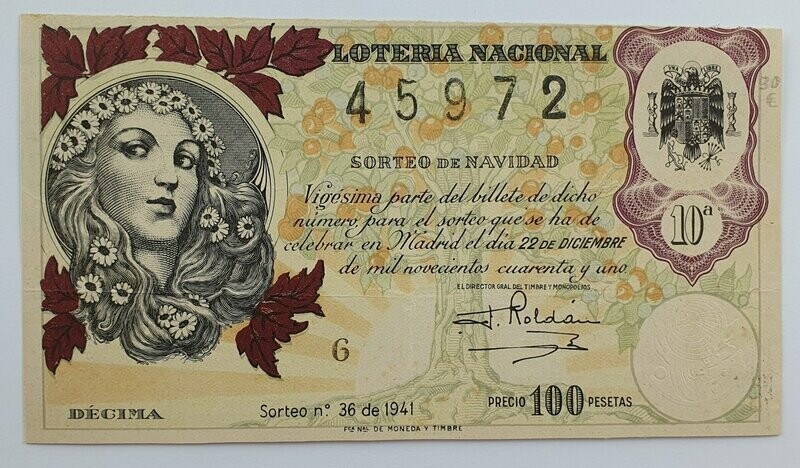 LOTERIA NACIONAL
45972
SORTEO DE NAVIDAD
Vigésima parte del billete de dicho
número, para el sorteo que se ha de
celebrar en Madrid el día 22 DE DICIEMBRE
de mil novecientos cuarenta y uno.
EL DIRECTOR GRAL DEL TIMBRE Y MONOPOLIOS
F. Roldán
10ª
30
€
6
DÉCIMA
Sorteo nº 36 de 1941
PRECIO 100 PESETAS
Fca Nal DE MONEDA Y TIMBRE